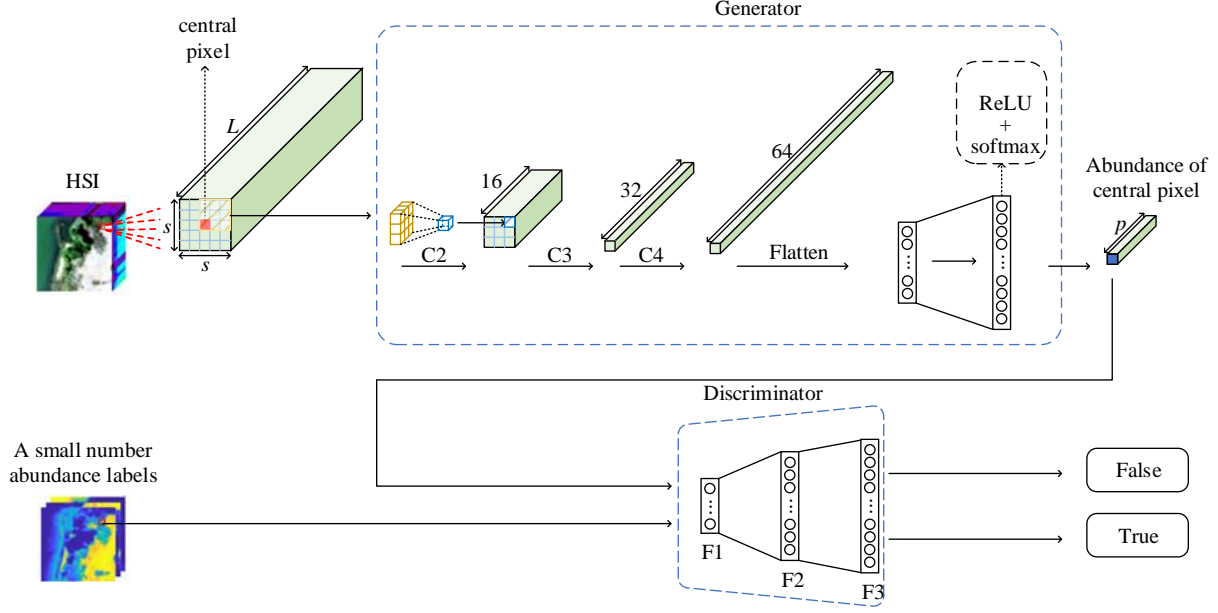 Generator
central
pixel
L
ReLU
+
softmax
64
HSI
16
32
Abundance of
central pixel
s
p
s
C2
C3
C4
Flatten
Discriminator
A small number
abundance labels
False
True
F1
F2
F3